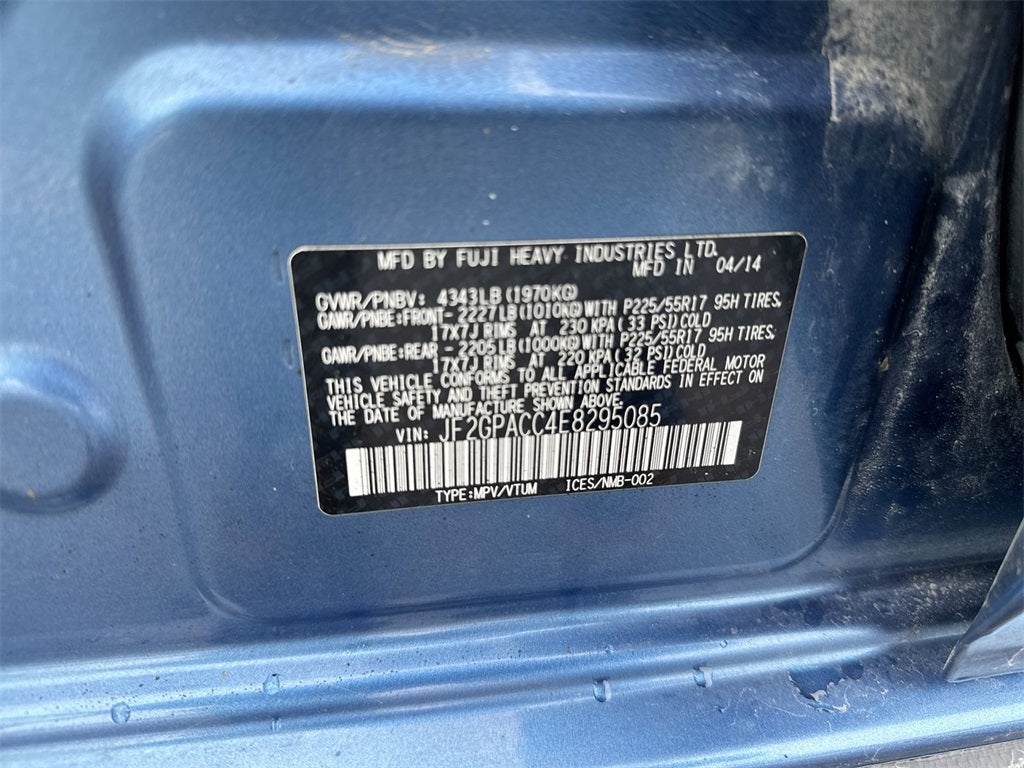 MFD BY FUJI HEAVY INDUSTRIES LTD.
MFD IN 04/14
GVWR/PNBV: 4343LB(1970KG)
GAWR/PNBE:FRONT- 2227LB(1010KG)WITH P225/55R17 95H TIRES,
17X7J RIMS AT 230 KPA(33 PSI)COLD
GAWR/PNBE:REAR - 2205LB(1000KG)WITH P225/55R17 95H TIRES,
17X7J RIMS AT 220 KPA(32 PSI)COLD
THIS VEHICLE CONFORMS TO ALL APPLICABLE FEDERAL MOTOR
VEHICLE SAFETY AND THEFT PREVENTION STANDARDS IN EFFECT ON
THE DATE OF MANUFACTURE SHOWN ABOVE.
VIN: JF2GPACC4E8295085
TYPE:MPV/VTUM ICES/NMB-002